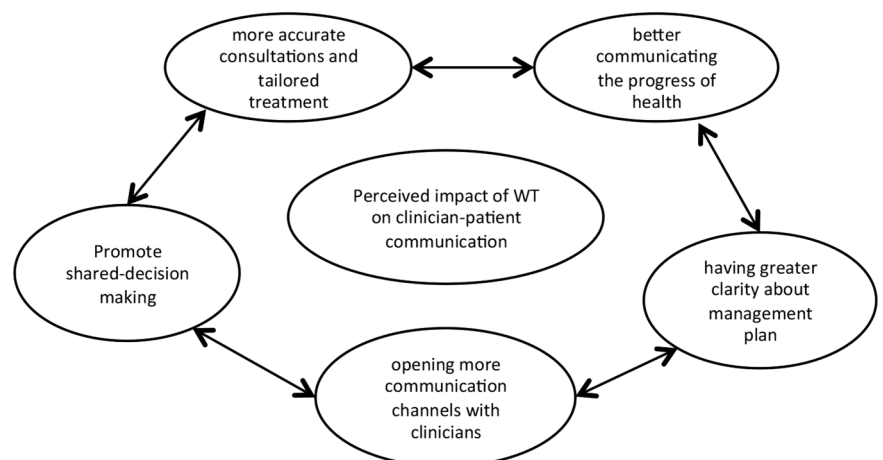 more accurate
consultations and
tailored
treatment
better
communicating
the progress of
health
Perceived impact of WT
on clinician-patient
communication
Promote
shared-decision
making
having greater
clarity about
management
plan
opening more
communication
channels with
clinicians